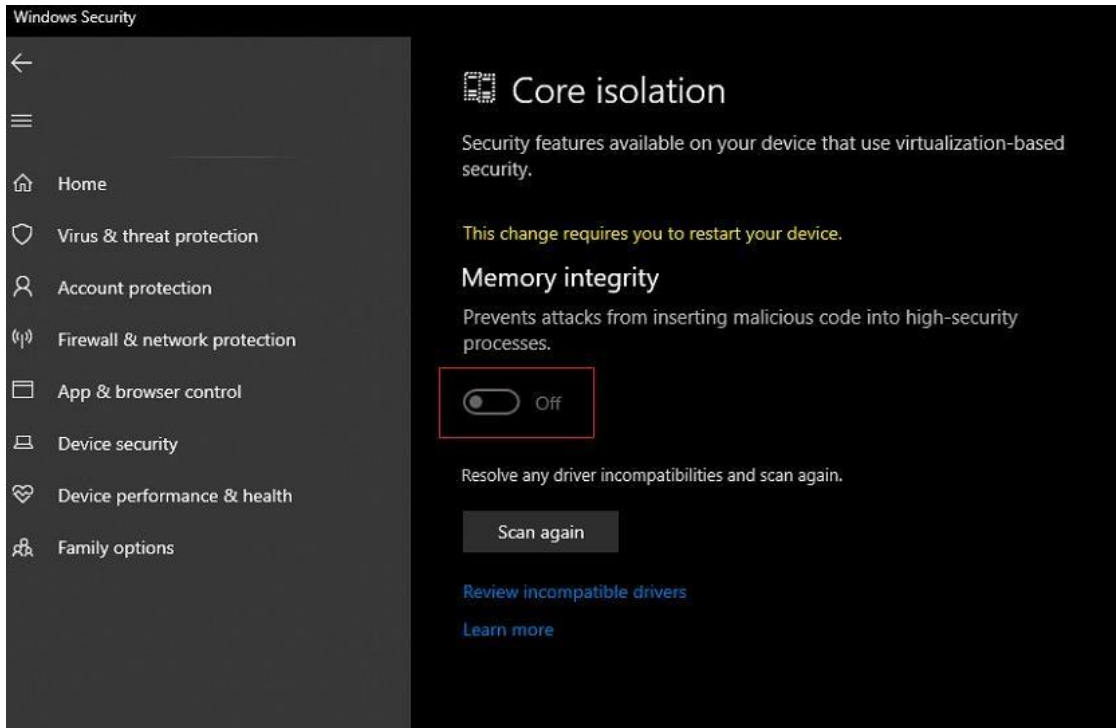 Windows Security
Home
Virus & threat protection
Account protection
Firewall & network protection
App & browser control
Device security
Device performance & health
Family options
Core isolation
Security features available on your device that use virtualization-based
security.
This change requires you to restart your device.
Memory integrity
Prevents attacks from inserting malicious code into high-security
processes.
Off
Resolve any driver incompatibilities and scan again.
Scan again
Review incompatible drivers
Learn more